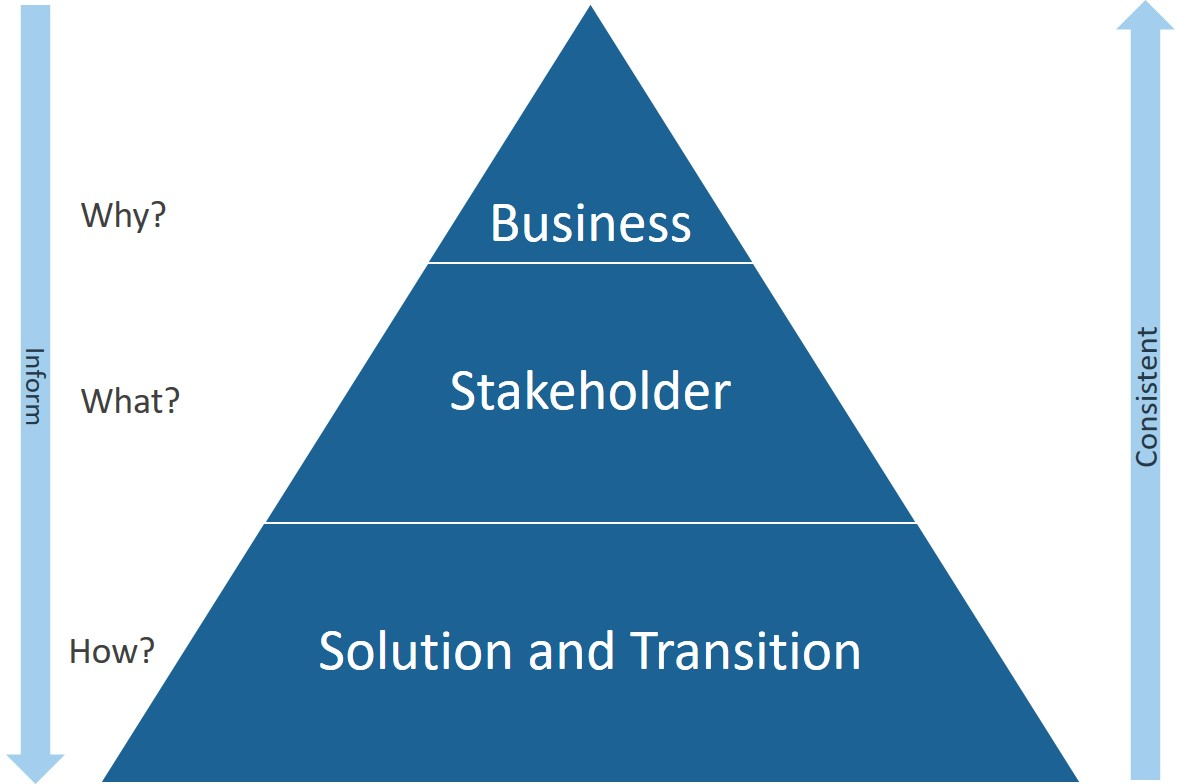 Why?
Business
Inform
What?
Stakeholder
Consistent
How?
Solution and Transition